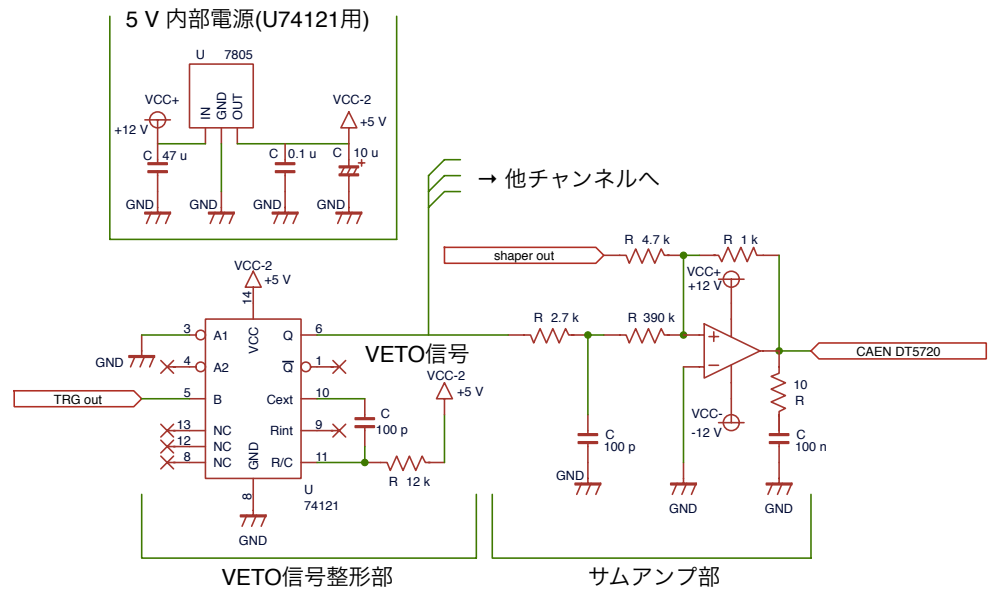 5 V 内部電源(U74121用)
U 7805
IN
GND
OUT
VCC+
+12 V
VCC-2
+5 V
C 47 u
C 0.1 u
C 10 u
+
GND
GND
GND
GND
→ 他チャンネルへ
shaper out
R 4.7 k
R 1 k
VCC+
+12 V
VCC-2
+5 V
14
VCC
3 A1
Q 6
GND
4 A2
Q 1
VETO信号
TRG out
5 B
Cext 10
13 NC
Rint 9
12 NC
8 NC
GND
R/C 11
8
GND
U
74121
C
100 p
R 12 k
VCC-2
+5 V
R 2.7 k
R 390 k
C
100 p
GND
+
−
VCC-
-12 V
GND
CAEN DT5720
10
R
C
100 n
GND
VETO信号整形部
サムアンプ部